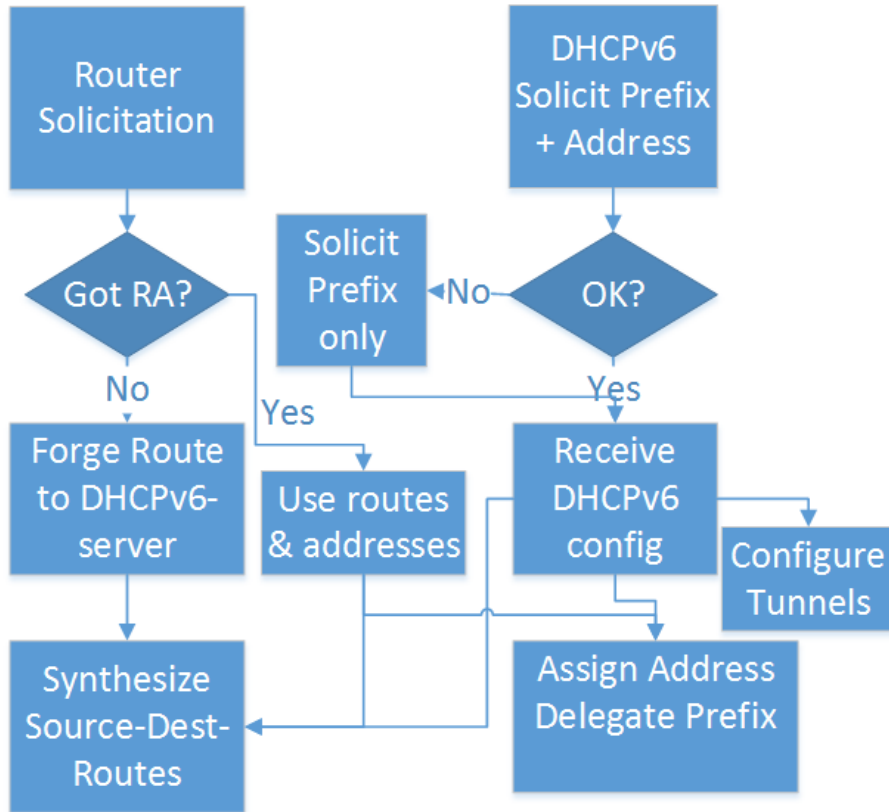 Router
Solicitation
DHCPv6
Solicit Prefix
+ Address
Got RA?
Solicit
Prefix
only
No
OK?
No
Yes
Yes
Forge Route
to DHCPv6-
server
Use routes
& addresses
Receive
DHCPv6
config
Configure
Tunnels
Synthesize
Source-Dest-
Routes
Assign Address
Delegate Prefix